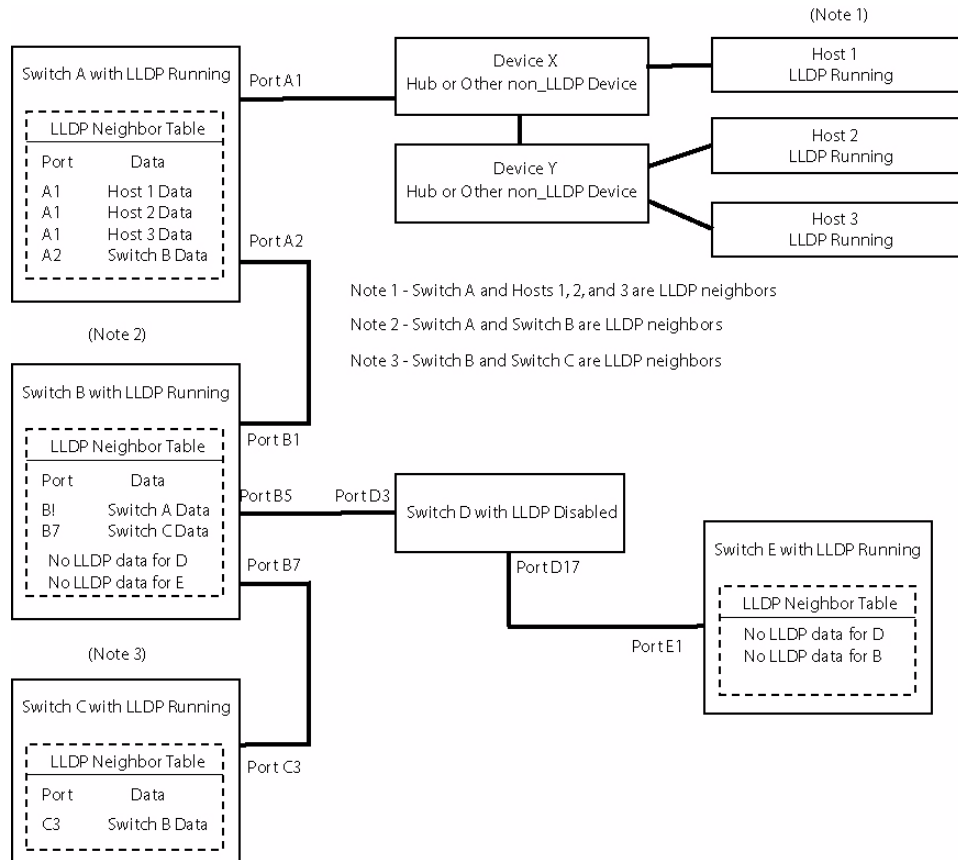 (Note 1)
Switch A with LLDP Running
LLDP Neighbor Table
Port Data
A1 Host 1 Data
A1 Host 2 Data
A1 Host 3 Data
A2 Switch B Data
Port A1
Port A2
Device X
Hub or Other non_LLDP Device
Device Y
Hub or Other non_LLDP Device
Host 1
LLDP Running
Host 2
LLDP Running
Host 3
LLDP Running
Note 1 - Switch A and Hosts 1, 2, and 3 are LLDP neighbors
Note 2 - Switch A and Switch B are LLDP neighbors
Note 3 - Switch B and Switch C are LLDP neighbors
(Note 2)
Switch B with LLDP Running
LLDP Neighbor Table
Port Data
B! Switch A Data
B7 Switch C Data
No LLDP data for D
No LLDP data for E
Port B1
Port B5
Port D3
Port B7
Switch D with LLDP Disabled
Port D17
Port E1
Switch E with LLDP Running
LLDP Neighbor Table
No LLDP data for D
No LLDP data for B
(Note 3)
Switch C with LLDP Running
LLDP Neighbor Table
Port Data
C3 Switch B Data
Port C3